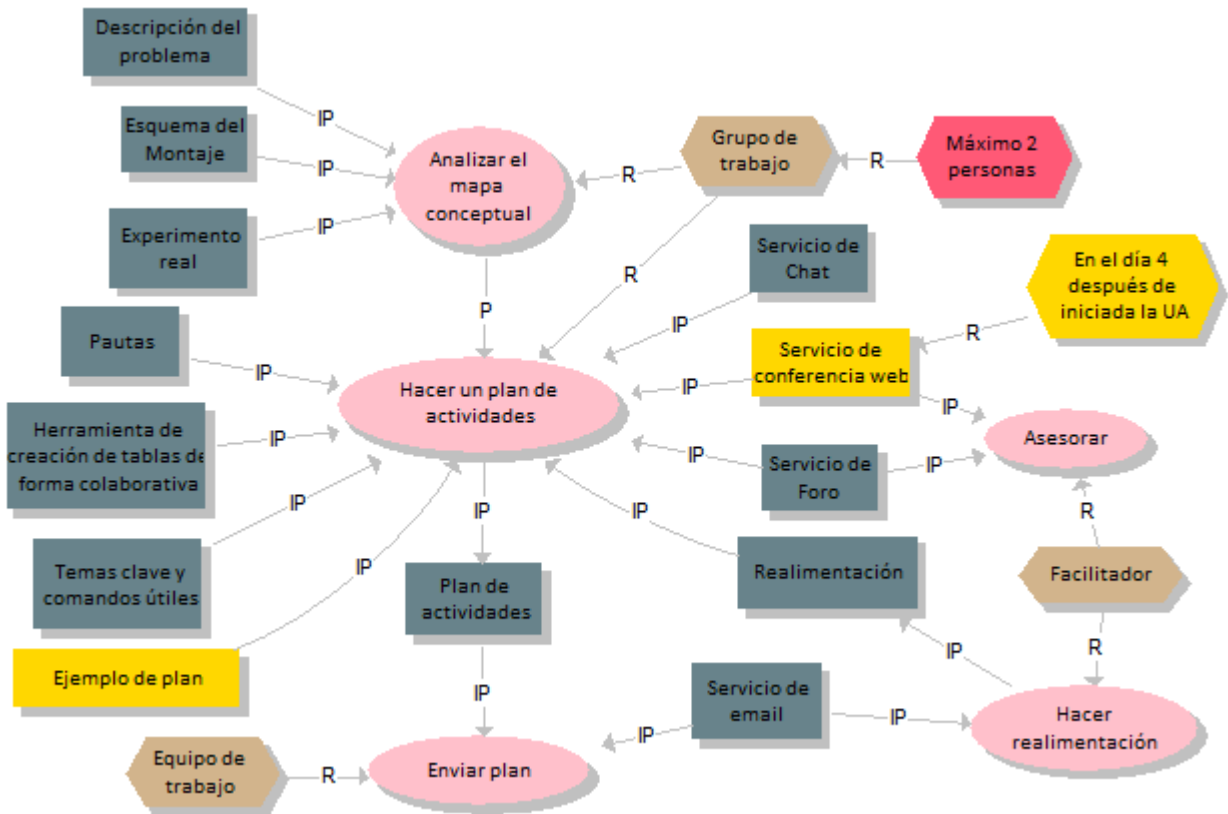 Descripción del
problema
IP
Esquema del
Montaje
IP
Experimento
real
IP
Analizar el
mapa
conceptual
R
Grupo de
trabajo
R
Máximo 2
personas
P
R
Servicio de
Chat
IP
En el día 4
después de
iniciada la UA
R
Pautas
IP
Hacer un plan de
actividades
IP
Servicio de
conferencia web
IP
Asesorar
Herramienta de
creación de tablas de
forma colaborativa
IP
IP
Servicio de
Foro
IP
R
Temas clave y
comandos útiles
IP
IP
IP
IP
Plan de
actividades
Realimentación
Facilitador
Ejemplo de plan
IP
IP
R
Servicio de
email
IP
IP
Hacer
realimentación
Equipo de
trabajo
R
Enviar plan